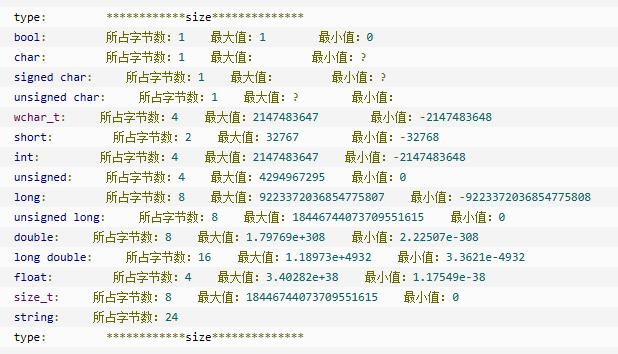 type: ************size**************
bool: 所占字节数：1 最大值：1 最小值：0
char: 所占字节数：1 最大值： 最小值：?
signed char: 所占字节数：1 最大值： 最小值：?
unsigned char: 所占字节数：1 最大值：? 最小值：
wchar_t: 所占字节数：4 最大值：2147483647 最小值：-2147483648
short: 所占字节数：2 最大值：32767 最小值：-32768
int: 所占字节数：4 最大值：2147483647 最小值：-2147483648
unsigned: 所占字节数：4 最大值：4294967295 最小值：0
long: 所占字节数：8 最大值：9223372036854775807 最小值：-9223372036854775808
unsigned long: 所占字节数：8 最大值：18446744073709551615 最小值：0
double: 所占字节数：8 最大值：1.79769e+308 最小值：2.22507e-308
long double: 所占字节数：16 最大值：1.18973e+4932 最小值：3.3621e-4932
float: 所占字节数：4 最大值：3.40282e+38 最小值：1.17549e-38
size_t: 所占字节数：8 最大值：18446744073709551615 最小值：0
string: 所占字节数：24
type: ************size**************